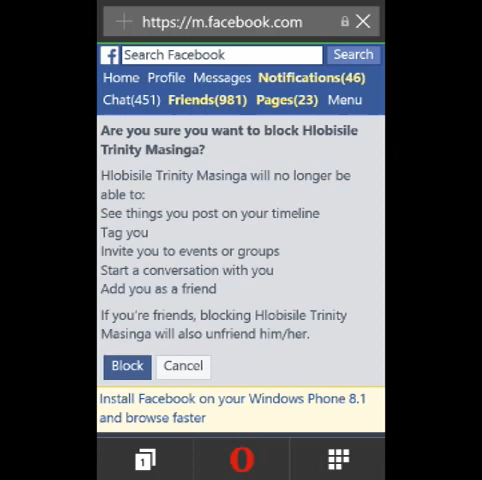 https://m.facebook.com
f Search Facebook Search
Home Profile Messages Notifications(46)
Chat(451) Friends(981) Pages(23) Menu
Are you sure you want to block Hlobisile
Trinity Masinga?
Hlobisile Trinity Masinga will no longer be
able to:
See things you post on your timeline
Tag you
Invite you to events or groups
Start a conversation with you
Add you as a friend
If you're friends, blocking Hlobisile Trinity
Masinga will also unfriend him/her.
Block Cancel
Install Facebook on your Windows Phone 8.1
and browse faster
1